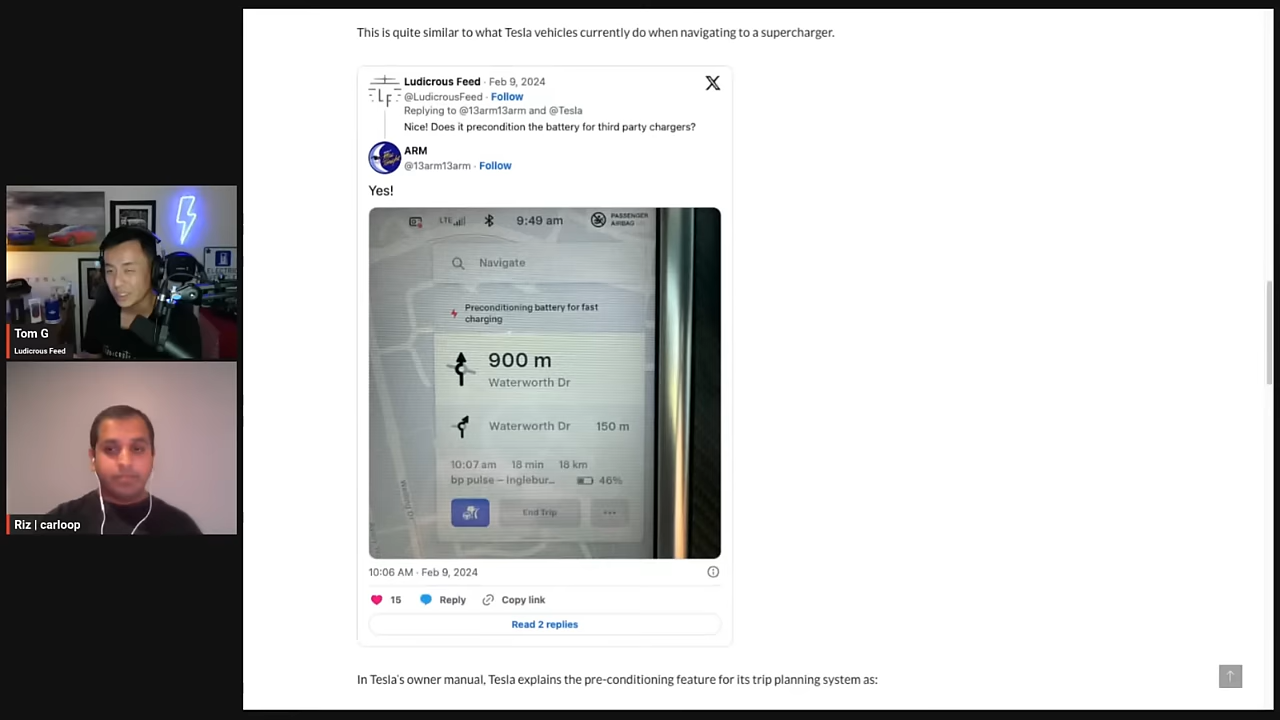 This is quite similar to what Tesla vehicles currently do when navigating to a supercharger.
Ludicrous Feed · Feb 9, 2024
@LudicrousFeed · Follow
Replying to @13arm13arm and @Tesla
Nice! Does it precondition the battery for third party chargers?
ARM
@13arm13arm · Follow
Yes!
LTE
9:49 am
PASSENGER
AIRBAG
Navigate
Preconditioning battery for fast
charging
900 m
Waterworth Dr
Waterworth Dr 150 m
10:07 am 18 min 18 km
bp pulse – Inglebur... 46%
End Trip
10:06 AM · Feb 9, 2024
15 Reply Copy link
Read 2 replies
In Tesla's owner manual, Tesla explains the pre-conditioning feature for its trip planning system as:
Tom G
Ludicrous Feed
Riz | carloop